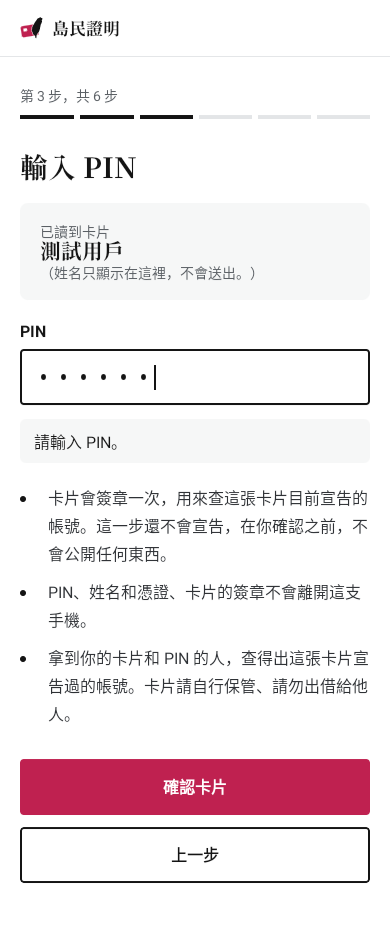 島民證明
第 3 步，共 6 步
輸入 PIN
已讀到卡片
測試用戶
（姓名只顯示在這裡，不會送出。）
PIN
••••••
請輸入 PIN。
• 卡片會簽章一次，用來查這張卡片目前宣告的
帳號。這一步還不會宣告，在你確認之前，不
會公開任何東西。
• PIN、姓名和憑證、卡片的簽章不會離開這支
手機。
• 拿到你的卡片和 PIN 的人，查得出這張卡片宣
告過的帳號。卡片請自行保管、請勿出借給他
人。
確認卡片
上一步